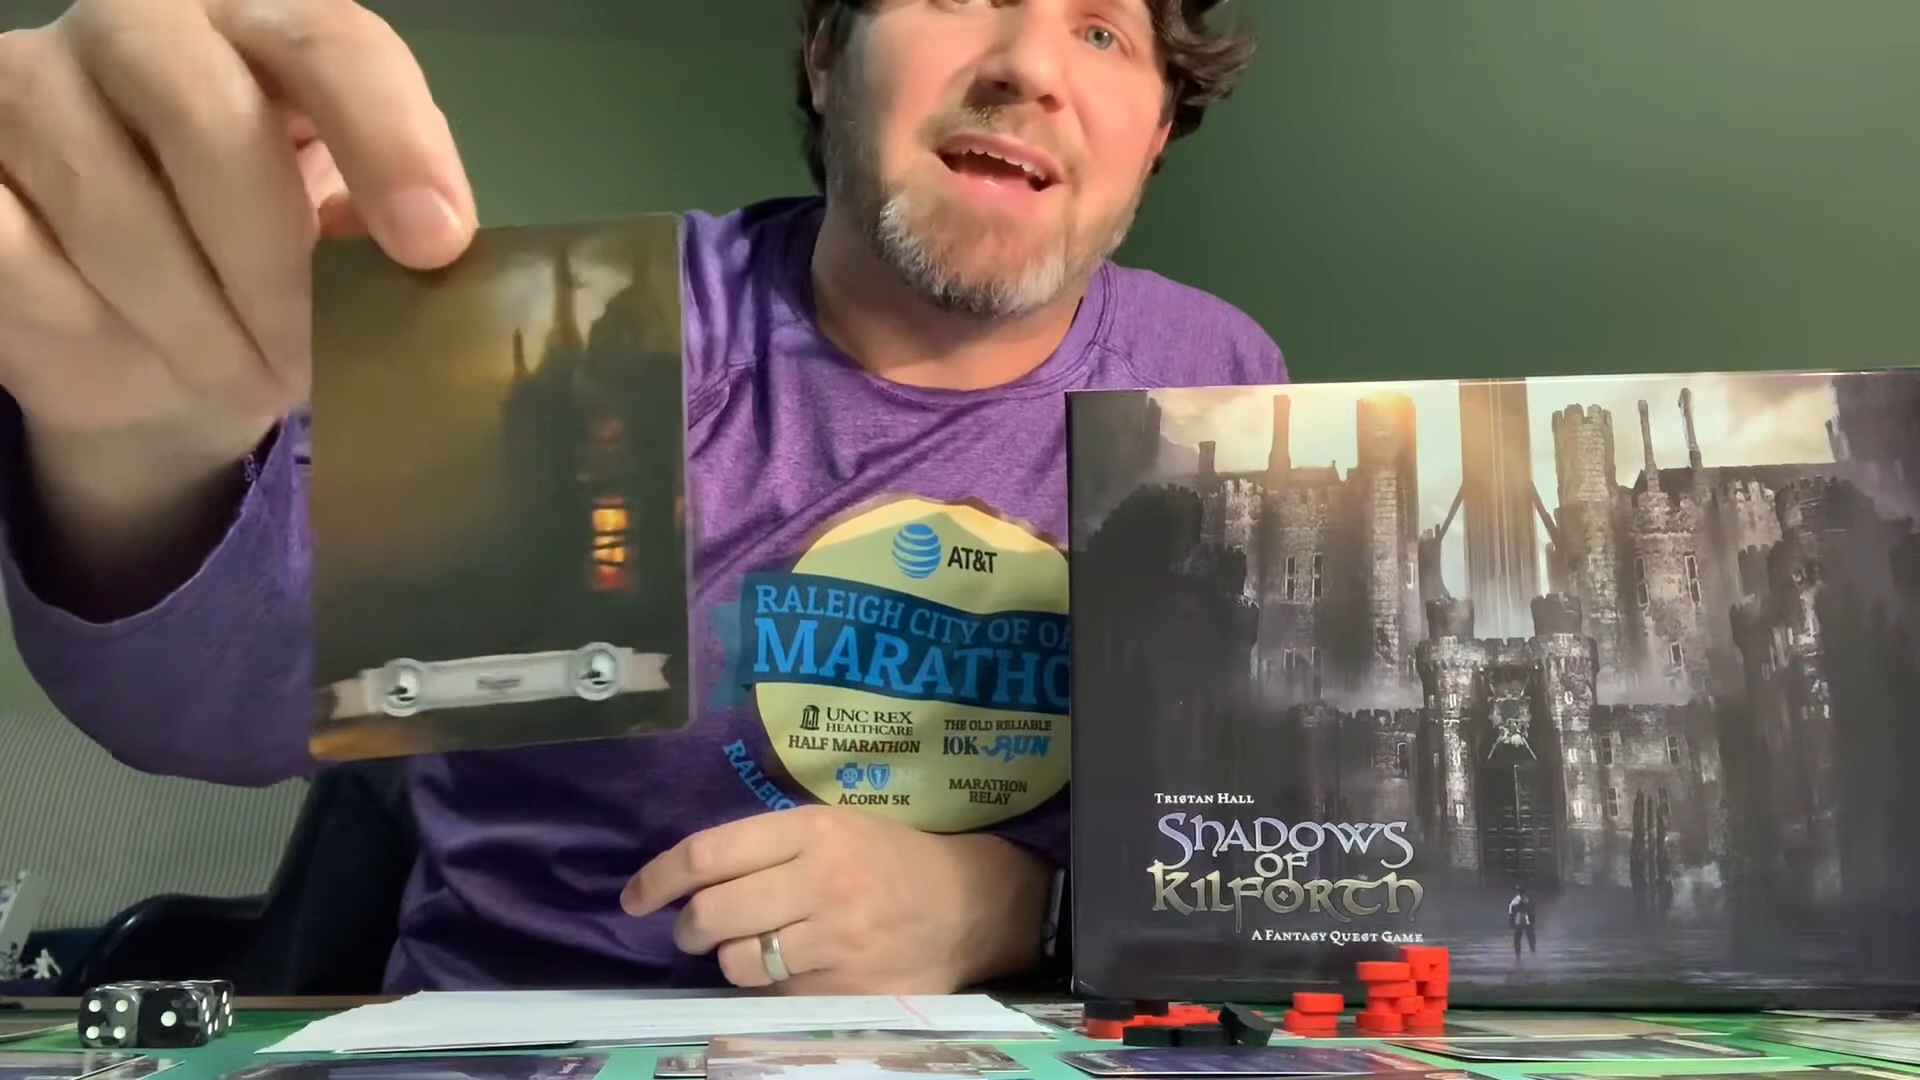 AT&T
RALEIGH CITY OF OA
MARATHO
UNC REX
HEALTHCARE
HALF MARATHON
THE OLD RELIABLE
10K RUN
ACORN 5K
MARATHON
RELAY
RALEIG
TRISTAN HALL
SHADOWS
OF
KILFORTH
A FANTASY QUEST GAME